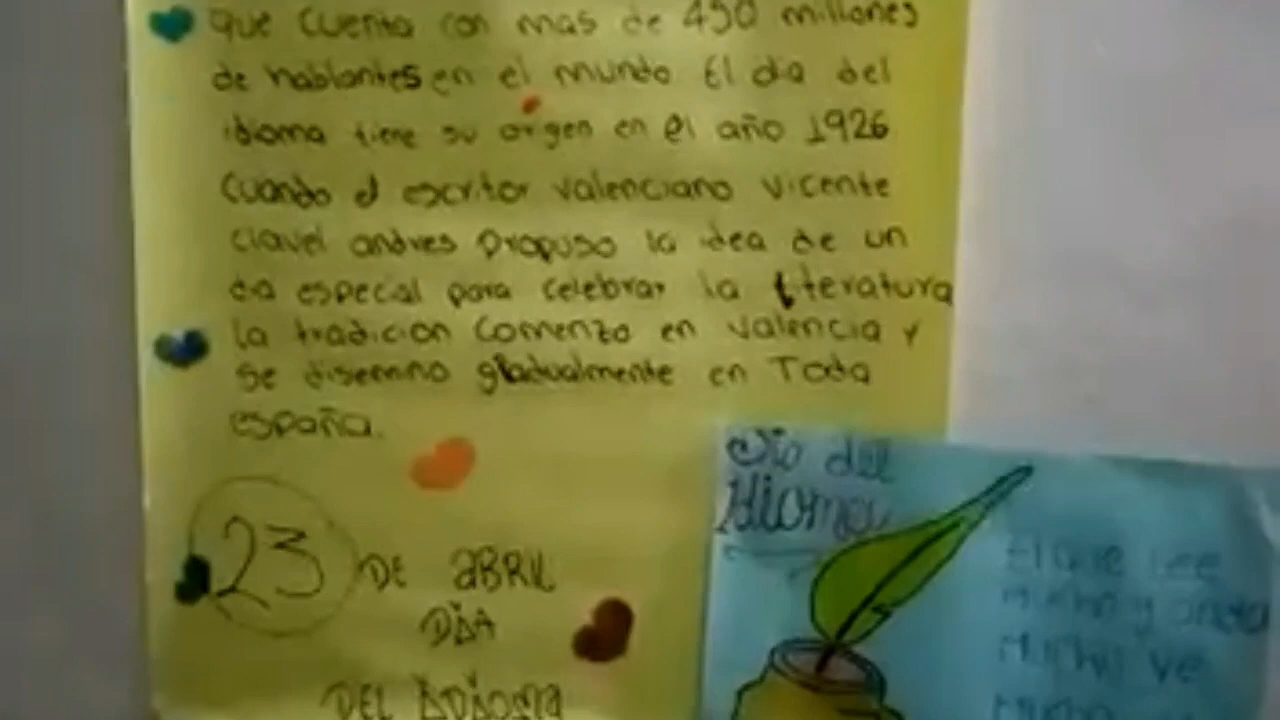 que cuenta con mas de 450 millones
de hablantes en el mundo El dia del
idioma tiene su origen en el año 1926
Cuando el escritor valenciano Vicente
clavel andres propuso la idea de un
dia especial para celebrar la literatura
la tradicion comenzo en valencia y
se gradualmente en Toda
españa.
23 DE ABRIL
DIA
DEL IDIOMA
Dia del
Idioma
El que lee
mucho y anda
mucho ve
mucho